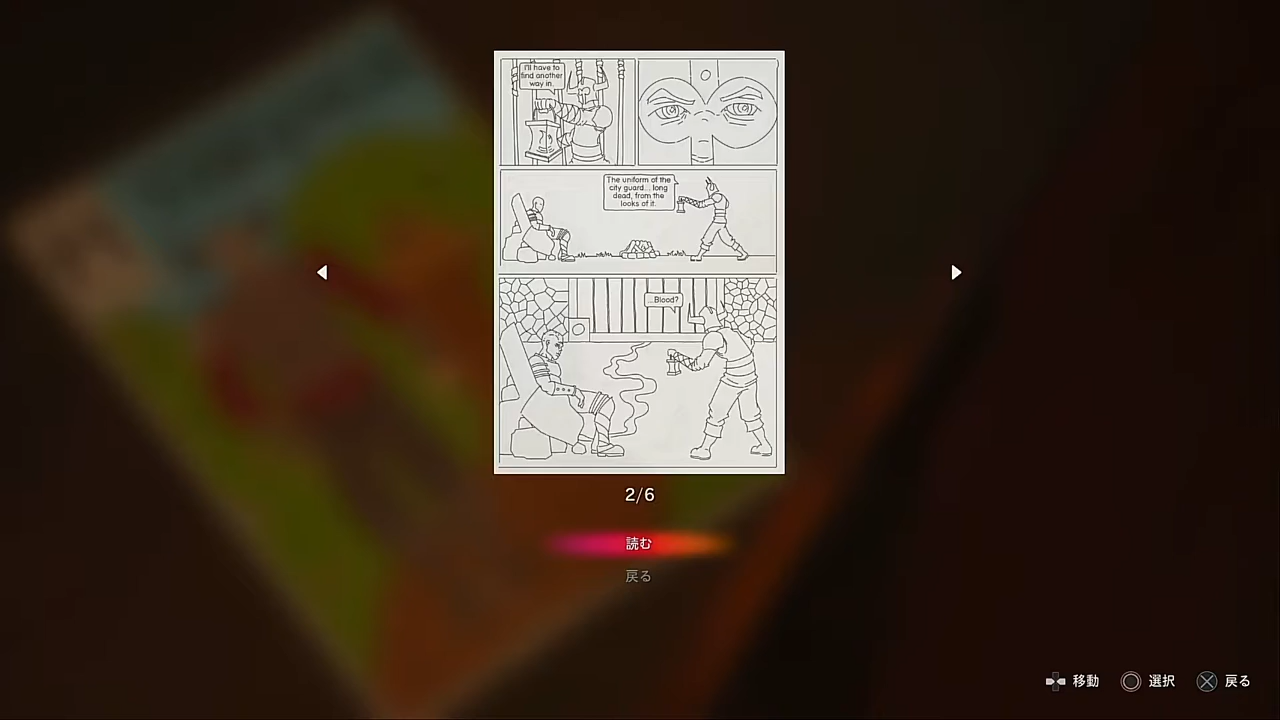 I'll have to
find another
way in.
The uniform of the
city guard... long
dead, from the
looks of it.
...Blood?
2/6
読む
戻る
移動 選択 戻る